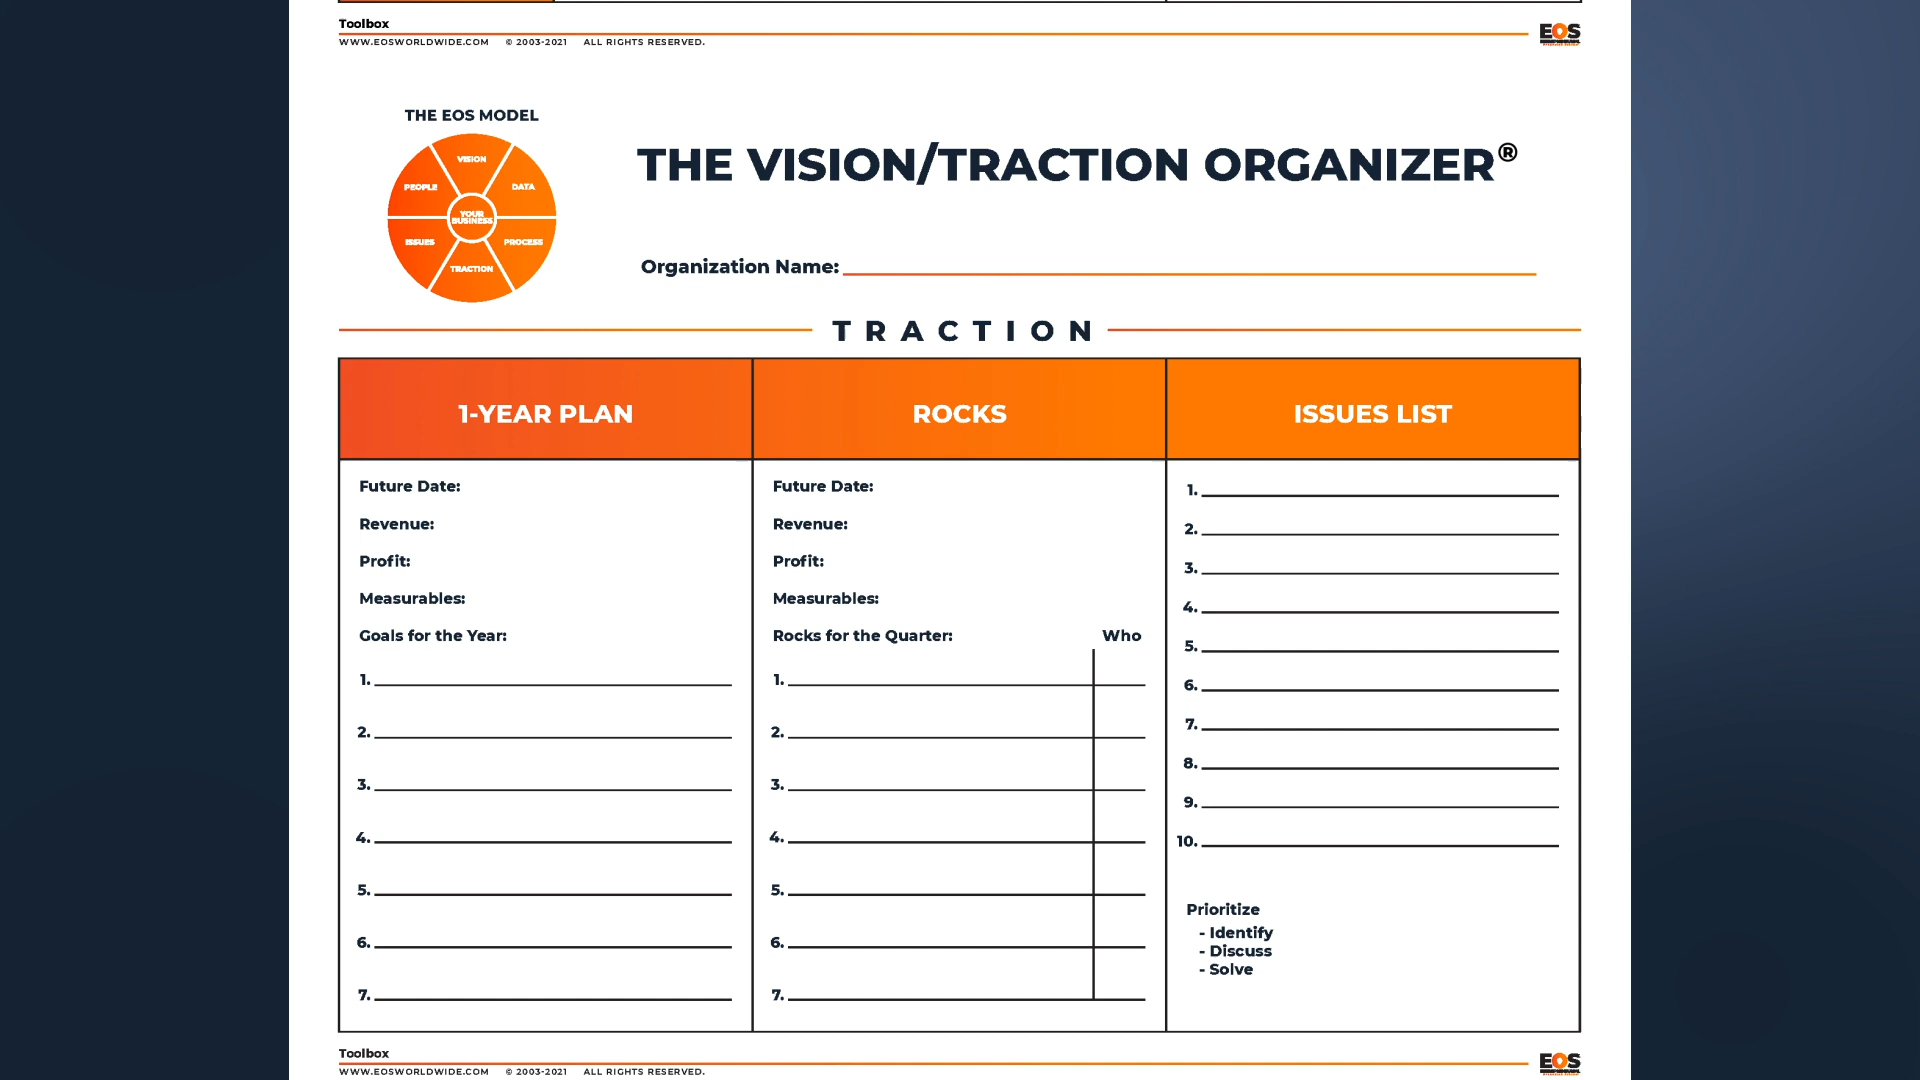 Toolbox
WWW.EOSWORLDWIDE.COM © 2003-2021 ALL RIGHTS RESERVED.
EOS
THE EOS MODEL
VISION
PEOPLE
DATA
YOUR
BUSINESS
ISSUES
PROCESS
TRACTION
THE VISION/TRACTION ORGANIZER®
Organization Name:
TRACTION
1-YEAR PLAN
Future Date:
Revenue:
Profit:
Measurables:
Goals for the Year:
1.
2.
3.
4.
5.
6.
7.
ROCKS
Future Date:
Revenue:
Profit:
Measurables:
Rocks for the Quarter: Who
1.
2.
3.
4.
5.
6.
7.
ISSUES LIST
1.
2.
3.
4.
5.
6.
7.
8.
9.
10.
Prioritize
- Identify
- Discuss
- Solve
Toolbox
WWW.EOSWORLDWIDE.COM © 2003-2021 ALL RIGHTS RESERVED.
EOS